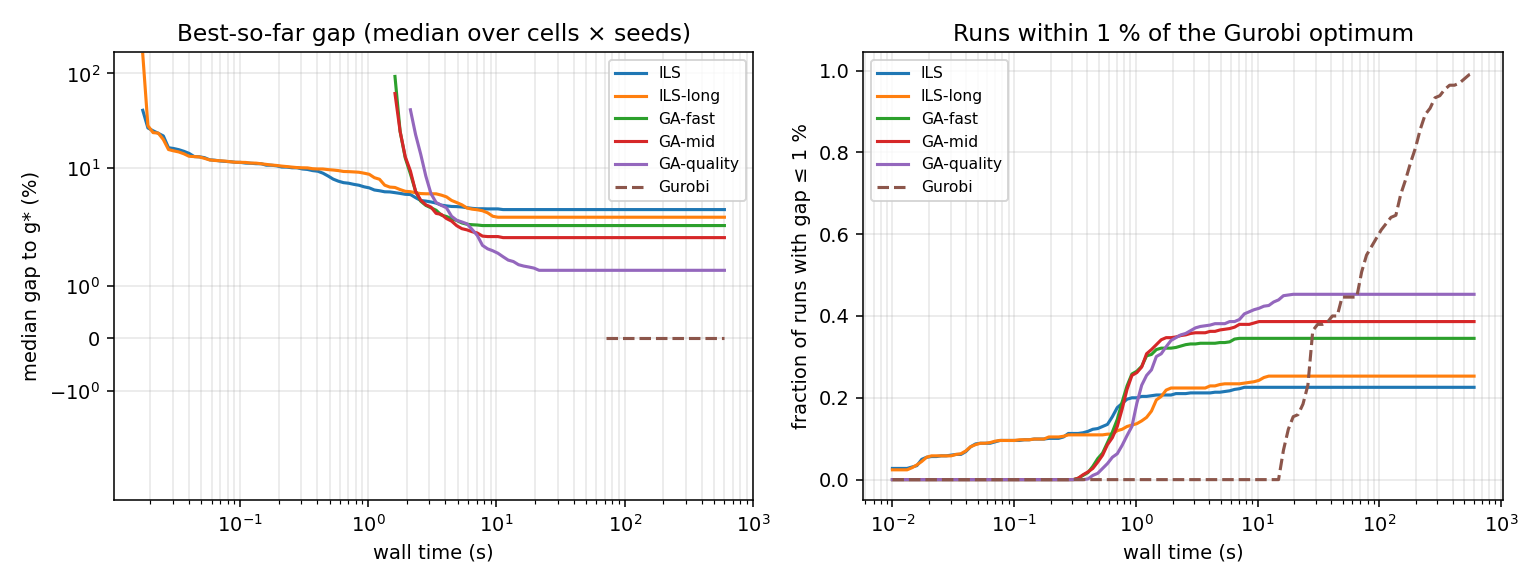 Best-so-far gap (median over cells × seeds)
median gap to g* (%)
10²
10¹
10⁰
0
−10⁰
ILS
ILS-long
GA-fast
GA-mid
GA-quality
Gurobi
10⁻¹
10⁰
10¹
10²
10³
wall time (s)
Runs within 1 % of the Gurobi optimum
fraction of runs with gap ≤ 1 %
1.0
0.8
0.6
0.4
0.2
0.0
ILS
ILS-long
GA-fast
GA-mid
GA-quality
Gurobi
10⁻²
10⁻¹
10⁰
10¹
10²
10³
wall time (s)